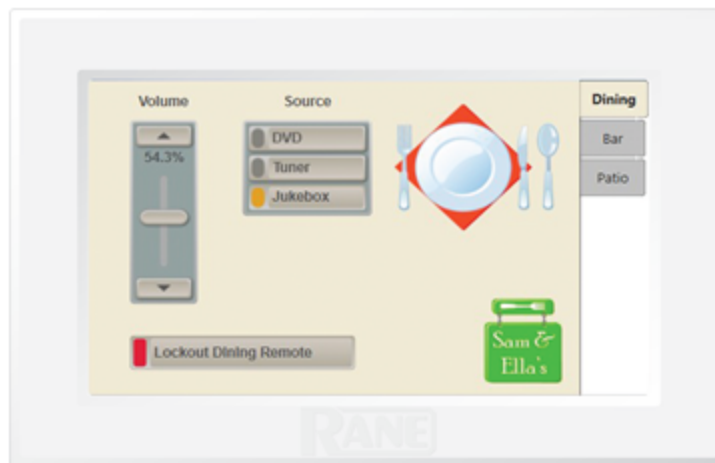 Volume
Source
Dining
54.3%
DVD
Tuner
Jukebox
Bar
Patio
Lockout Dining Remote
Sam &
Ella's
RANE